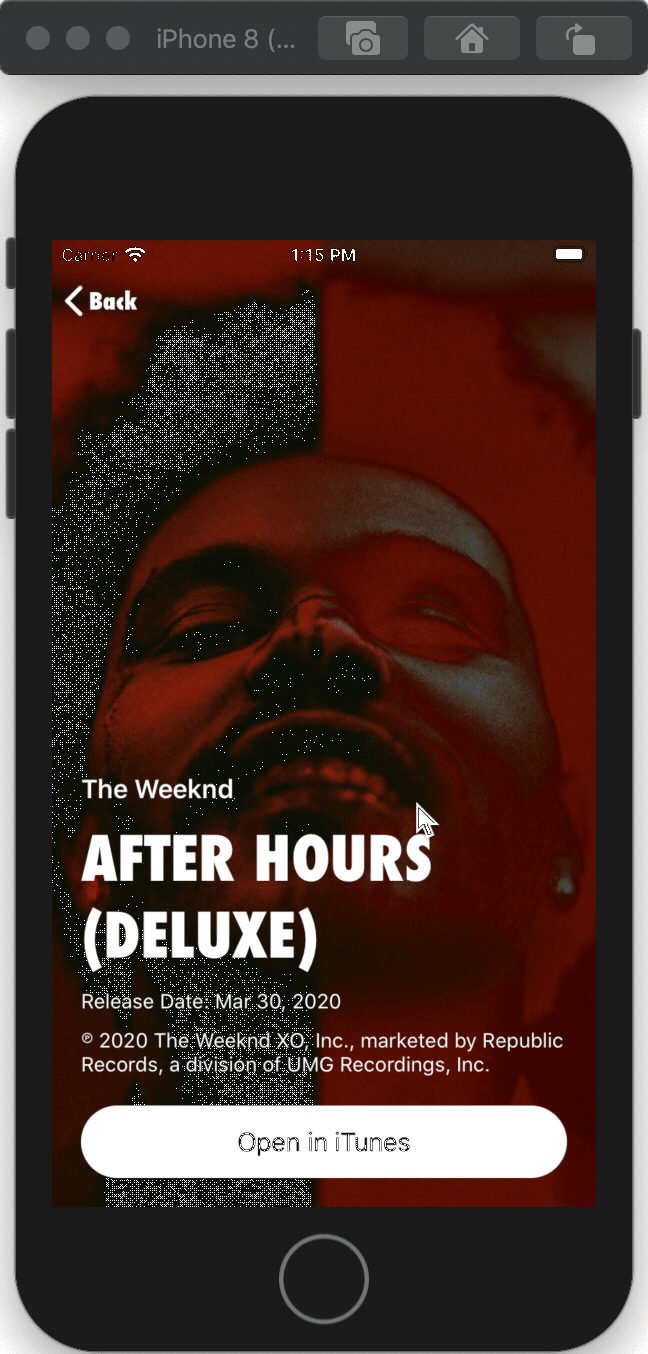 iPhone 8 (...
Carrier
1:15 PM
Back
The Weeknd
AFTER HOURS
(DELUXE)
Release Date: Mar 30, 2020
℗ 2020 The Weeknd XO, Inc., marketed by Republic
Records, a division of UMG Recordings, Inc.
Open in iTunes